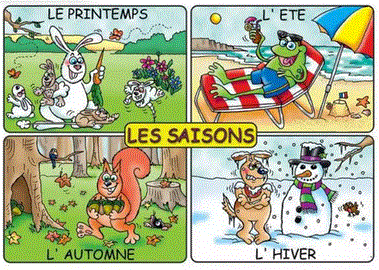 LE PRINTEMPS
L' ETE
LES SAISONS
L' AUTOMNE
L' HIVER